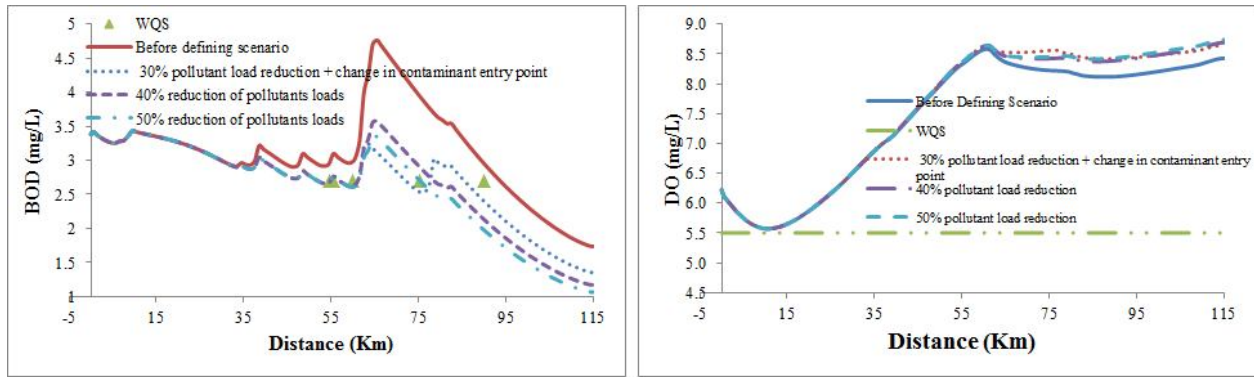 5
4.5
4
3.5
3
2.5
2
1.5
1
BOD (mg/L)
WQS
Before defining scenario
30% pollutant load reduction + change in contaminant entry point
40% reduction of pollutants loads
50% reduction of pollutants loads
-5 15 35 55 75 95 115
Distance (Km)
9.0
8.5
8.0
7.5
7.0
6.5
6.0
5.5
5.0
4.5
DO (mg/L)
Before Defining Scenario
WQS
30% pollutant load reduction + change in contaminant entry
point
40% pollutant load reduction
50% pollutant load reduction
-5 15 35 55 75 95 115
Distance (Km)